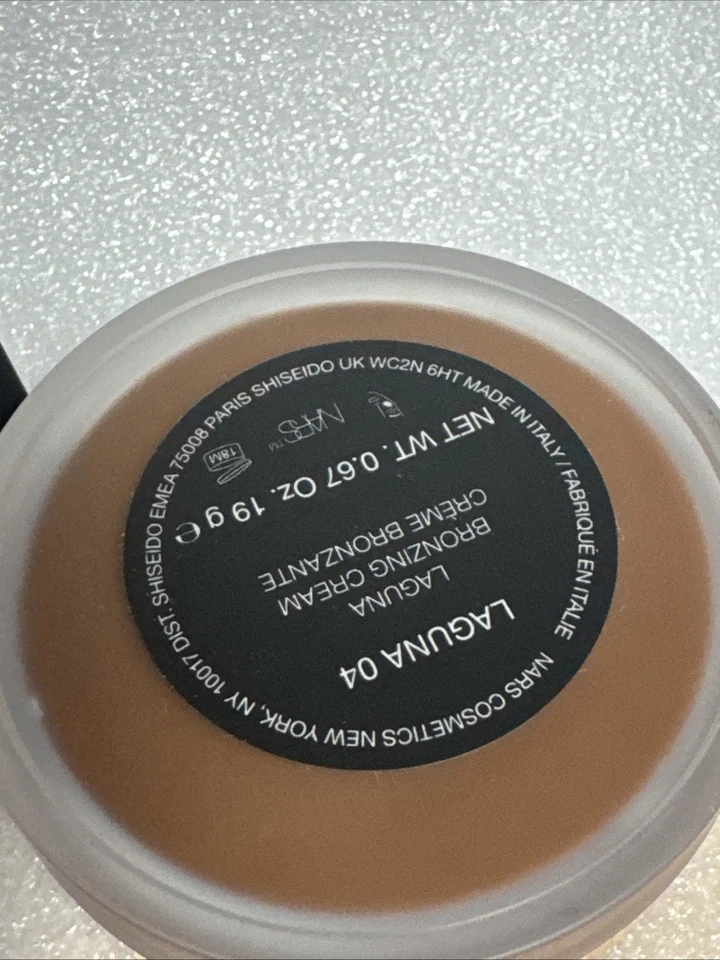 LAGUNA 04
LAGUNA
BRONZING CREAM
CRÈME BRONZANTE
NET WT. 0.67 Oz. 19 g e
18M
NARS™
NARS COSMETICS NEW YORK, NY 10017 DIST. SHISEIDO EMEA 75008 PARIS SHISEIDO UK WC2N 6HT MADE IN ITALY / FABRIQUÉ EN ITALIE